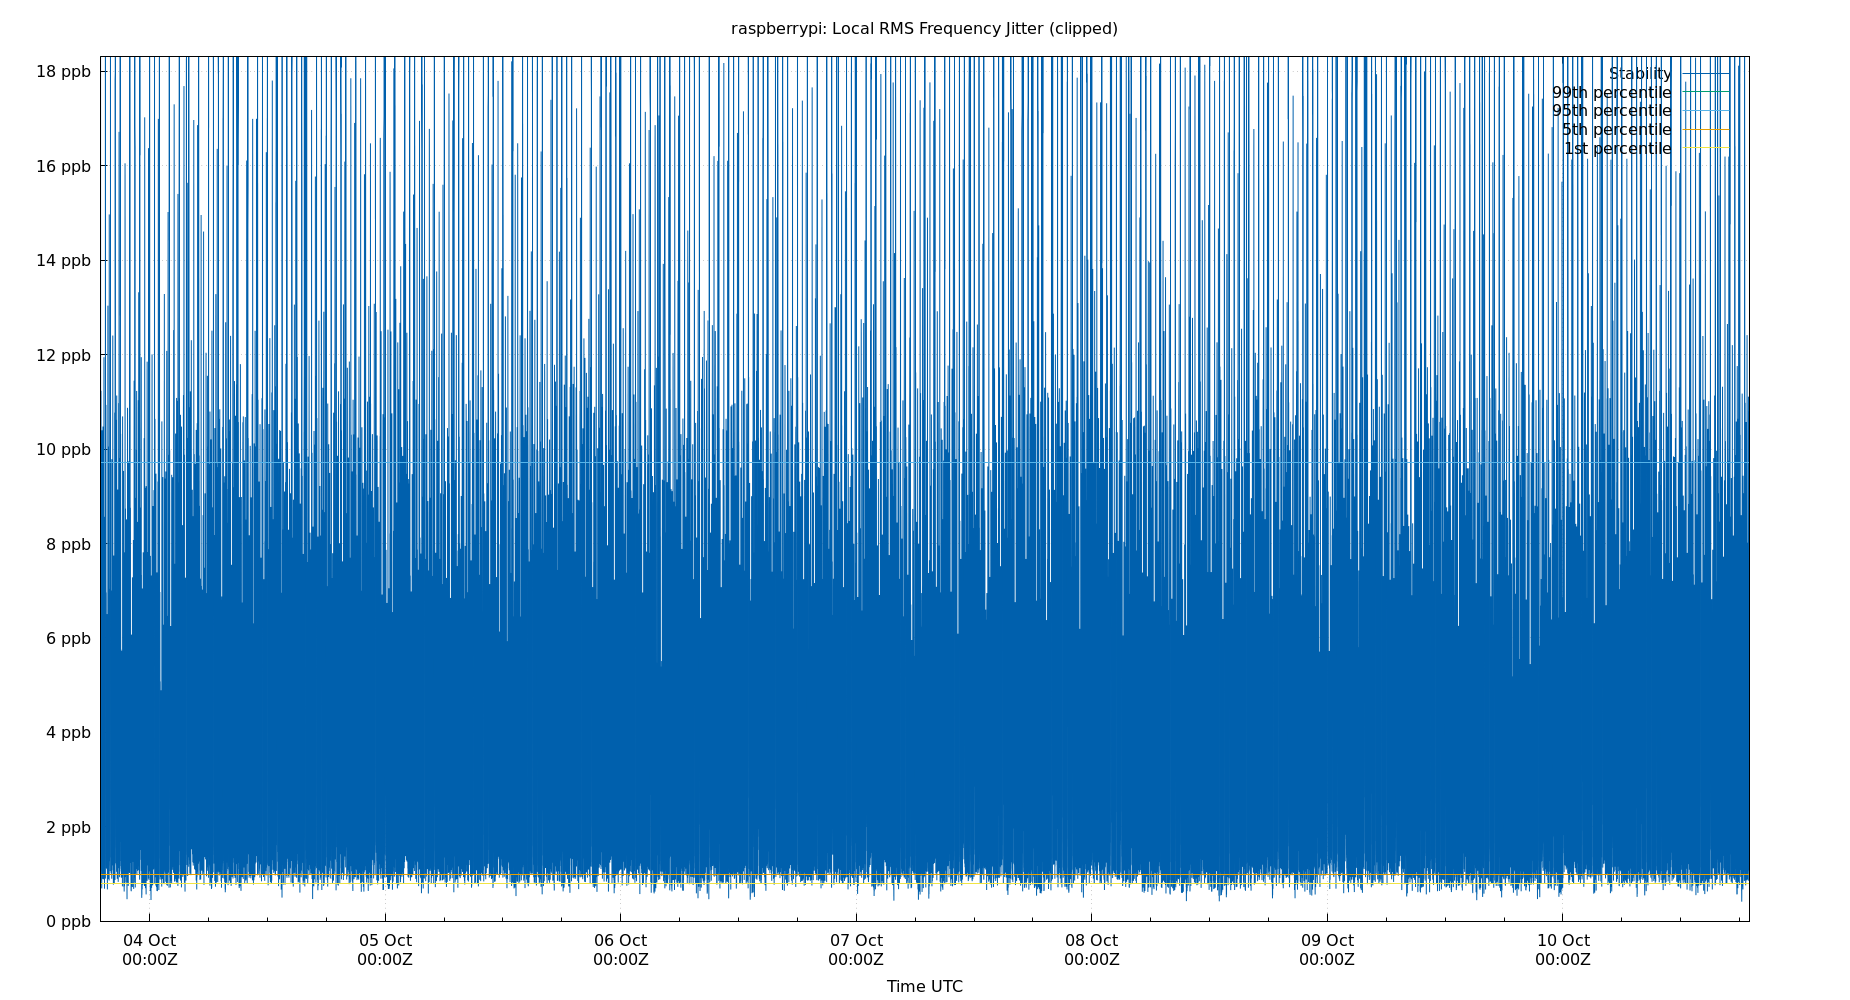 raspberrypi: Local RMS Frequency Jitter (clipped)
18 ppb
16 ppb
14 ppb
12 ppb
10 ppb
8 ppb
6 ppb
4 ppb
2 ppb
0 ppb
Stability
99th percentile
95th percentile
5th percentile
1st percentile
04 Oct 05 Oct 06 Oct 07 Oct 08 Oct 09 Oct 10 Oct
00:00Z 00:00Z 00:00Z 00:00Z 00:00Z 00:00Z 00:00Z
Time UTC